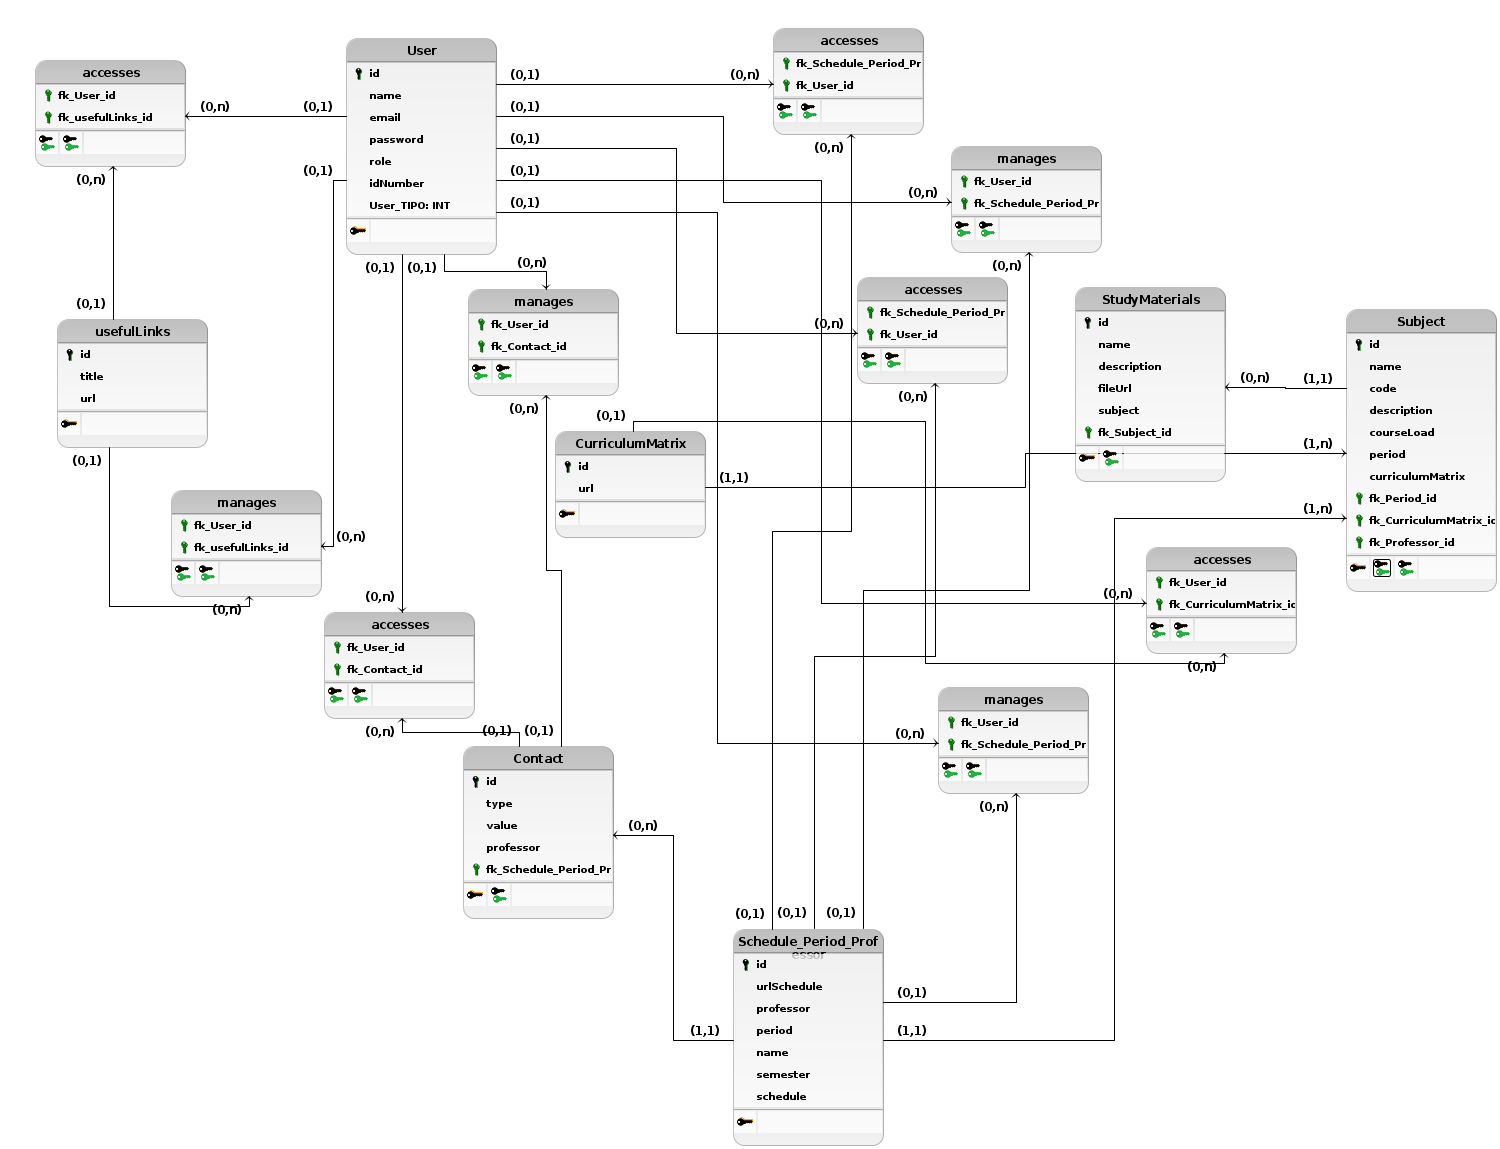 accesses
fk_User_id
fk_usefulLinks_id
(0,n)
(0,1)
User
id
name
email
password
role
idNumber
User_TIPO: INT
(0,1)
(0,n)
(0,1)
(0,1)
(0,1)
(0,1)
(0,1)
accesses
fk_Schedule_Period_Pr
fk_User_id
(0,n)
manages
fk_User_id
fk_Schedule_Period_Pr
(0,n)
(0,n)
(0,n)
(0,1)
usefulLinks
id
title
url
(0,1)
(0,1)
(0,1)
(0,n)
manages
fk_User_id
fk_Contact_id
(0,n)
accesses
fk_Schedule_Period_Pr
fk_User_id
(0,n)
(0,n)
StudyMaterials
id
name
description
fileUrl
subject
fk_Subject_id
(0,n)
(1,1)
Subject
id
name
code
description
courseLoad
period
curriculumMatrix
fk_Period_id
fk_CurriculumMatrix_ic
fk_Professor_id
(1,n)
(1,n)
(0,1)
CurriculumMatrix
id
url
(1,1)
manages
fk_User_id
fk_usefulLinks_id
(0,n)
(0,n)
accesses
fk_User_id
fk_CurriculumMatrix_ic
(0,n)
(0,n)
(0,n)
accesses
fk_User_id
fk_Contact_id
(0,n)
(0,1)
(0,1)
manages
fk_User_id
fk_Schedule_Period_Pr
(0,n)
(0,n)
Contact
id
type
value
professor
fk_Schedule_Period_Pr
(0,n)
(0,1)
(0,1)
(0,1)
Schedule_Period_Prof
essor
id
urlSchedule
professor
period
name
semester
schedule
(1,1)
(0,1)
(1,1)